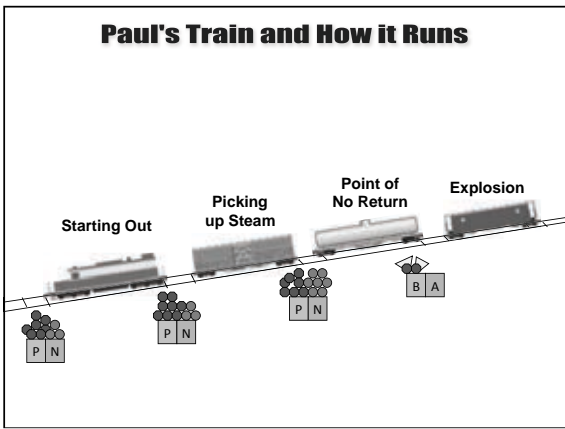 Paul's Train and How it Runs
Starting Out
Picking
up Steam
Point of
No Return
Explosion
P N
P N
P N
B A